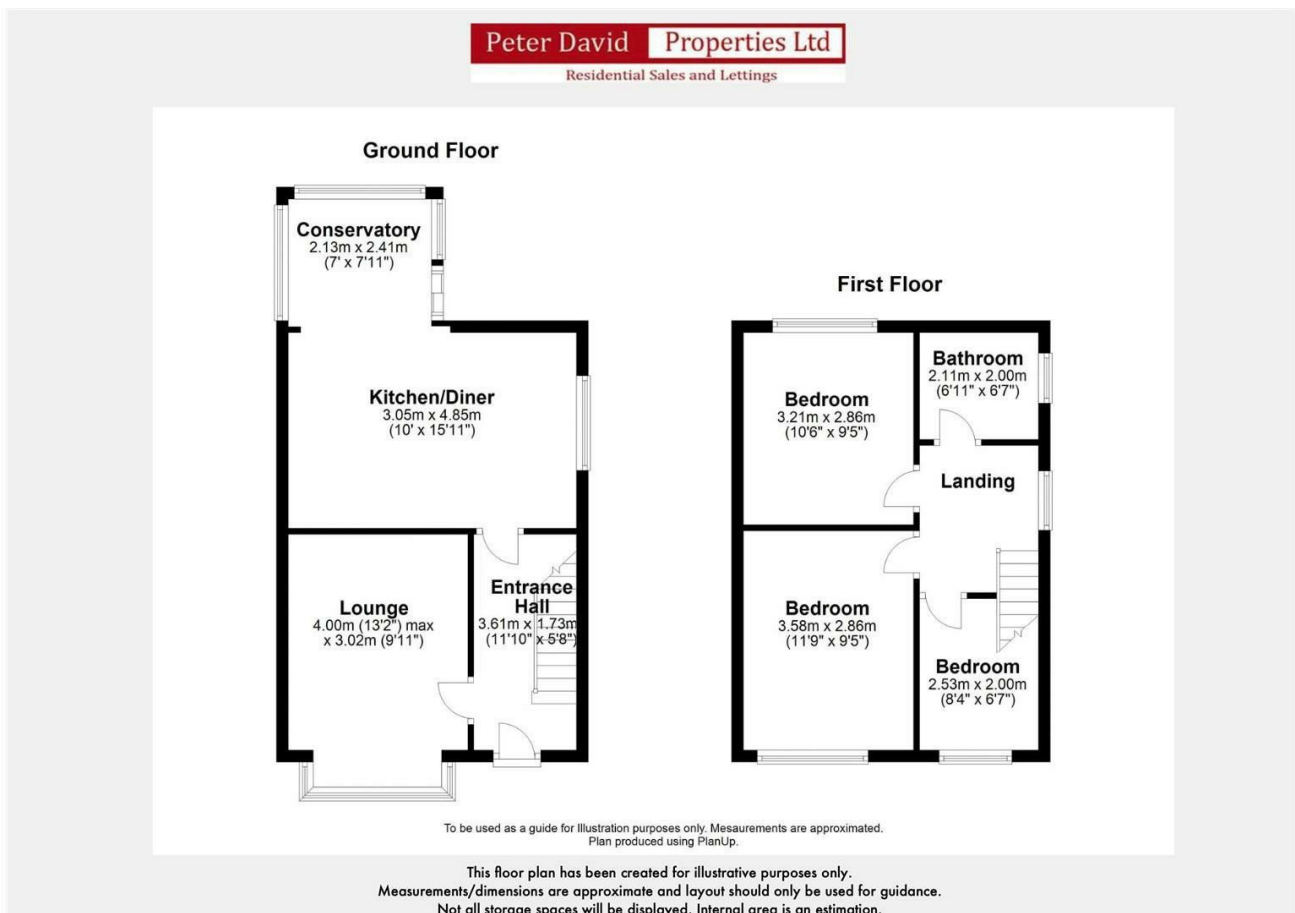 Peter David Properties Ltd
Residential Sales and Lettings
Ground Floor
Conservatory
2.13m x 2.41m
(7' x 7'11")
Kitchen/Diner
3.05m x 4.85m
(10' x 15'11")
Lounge
4.00m (13'2") max
x 3.02m (9'11")
Entrance
Hall
3.61m x 1.73m
(11'10" x 5'8")
First Floor
Bedroom
3.21m x 2.86m
(10'6" x 9'5")
Bathroom
2.11m x 2.00m
(6'11" x 6'7")
Landing
Bedroom
3.58m x 2.86m
(11'9" x 9'5")
Bedroom
2.53m x 2.00m
(8'4" x 6'7")
To be used as a guide for Illustration purposes only. Mesaurements are approximated.
Plan produced using PlanUp.
This floor plan has been created for illustrative purposes only.
Measurements/dimensions are approximate and layout should only be used for guidance.
Not all storage spaces will be displayed. Internal area is an estimation.